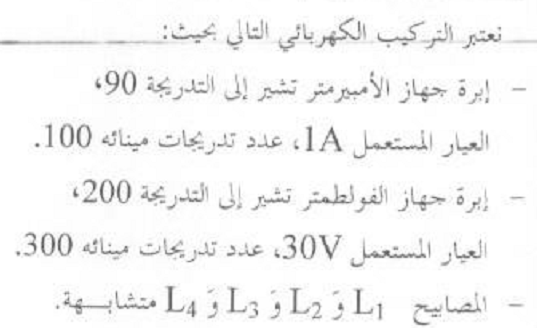 نعتبر التركيب الكهربائي التالي بحيث:
- إبرة جهاز الأمبيرمتر تشير إلى التدريجة 90،
العيار المستعمل 1A، عدد تدريجات مينائه 100.
- إبرة جهاز الفولطمتر تشير إلى التدريجة 200،
العيار المستعمل 30V، عدد تدريجات مينائه 300.
- المصابيح L1 وَ L2 وَ L3 وَ L4 متشابـــهة.